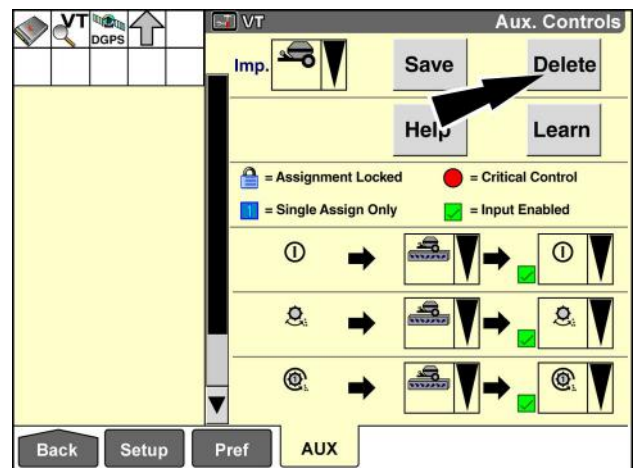 VT DGPS
VT Aux. Controls
Imp. Save Delete
Help Learn
= Assignment Locked = Critical Control
1 = Single Assign Only = Input Enabled
Back Setup Pref AUX